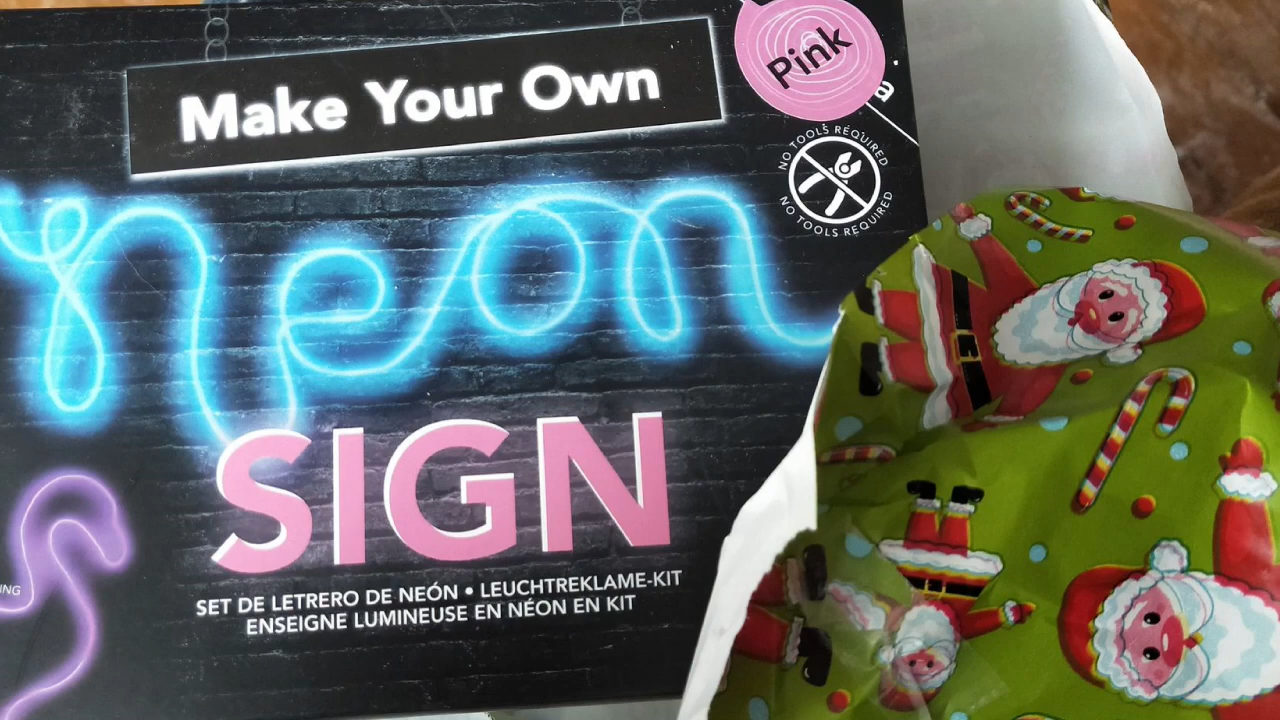 Make Your Own
neon
SIGN
SET DE LETRERO DE NEÓN • LEUCHTREKLAME-KIT
ENSEIGNE LUMINEUSE EN NÉON EN KIT
Pink
NO TOOLS REQUIRED
NO TOOLS REQUIRED